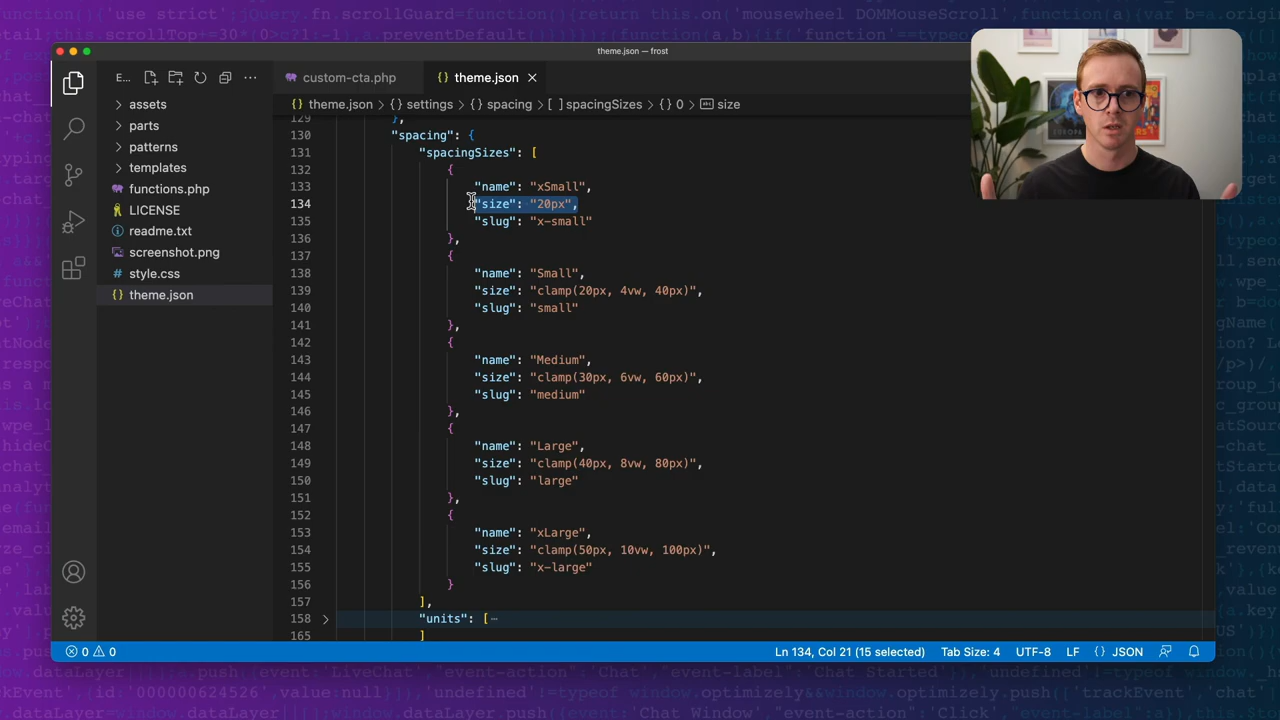 theme.json — frost
E...
custom-cta.php
theme.json
theme.json
settings
spacing
spacingSizes
0
size
assets
parts
patterns
templates
functions.php
LICENSE
readme.txt
screenshot.png
style.css
theme.json
129 },
130 "spacing": {
131 "spacingSizes": [
132 {
133 "name": "xSmall",
134 "size": "20px",
135 "slug": "x-small"
136 },
137 {
138 "name": "Small",
139 "size": "clamp(20px, 4vw, 40px)",
140 "slug": "small"
141 },
142 {
143 "name": "Medium",
144 "size": "clamp(30px, 6vw, 60px)",
145 "slug": "medium"
146 },
147 {
148 "name": "Large",
149 "size": "clamp(40px, 8vw, 80px)",
150 "slug": "large"
151 },
152 {
153 "name": "xLarge",
154 "size": "clamp(50px, 10vw, 100px)",
155 "slug": "x-large"
156 }
157 ],
158 "units": [
165 ]
0 0
Ln 134, Col 21 (15 selected)
Tab Size: 4
UTF-8
LF
{} JSON